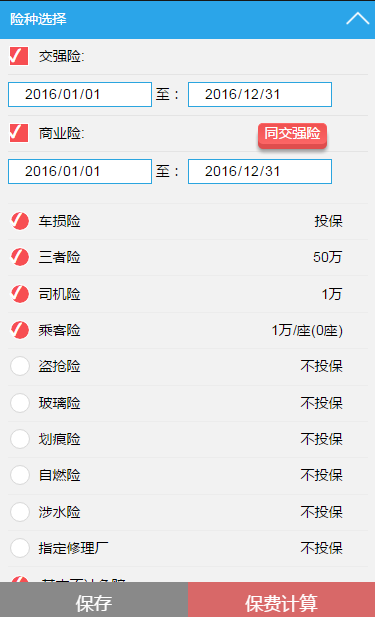 险种选择
交强险:
2016/01/01 至： 2016/12/31
商业险: 同交强险
2016/01/01 至： 2016/12/31
车损险 投保
三者险 50万
司机险 1万
乘客险 1万/座(0座)
盗抢险 不投保
玻璃险 不投保
划痕险 不投保
自燃险 不投保
涉水险 不投保
指定修理厂 不投保
保存 保费计算